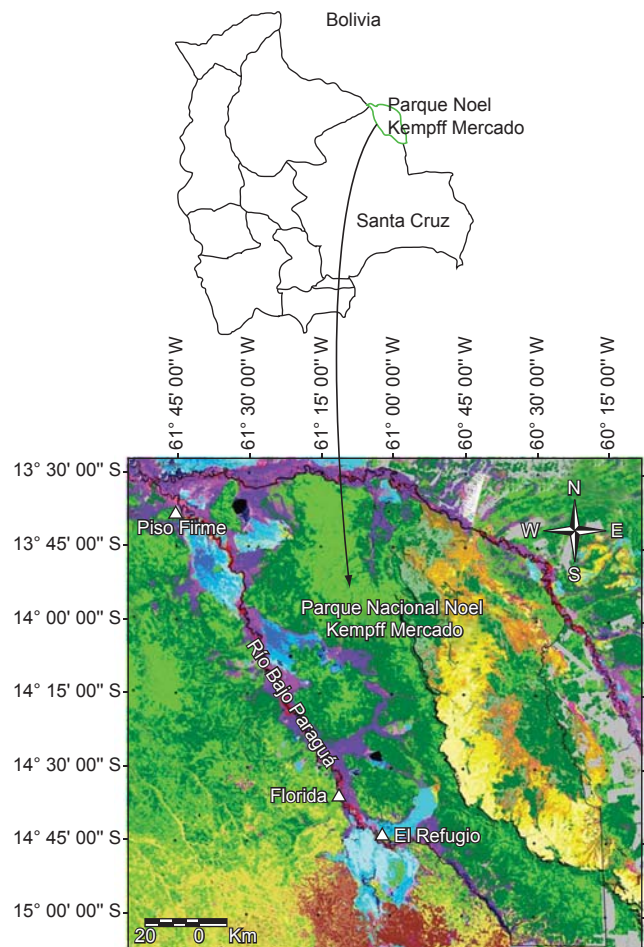 Bolivia
Parque Noel
Kempff Mercado
Santa Cruz
61° 45' 00" W
61° 30' 00" W
61° 15' 00" W
61° 00' 00" W
60° 45' 00" W
60° 30' 00" W
60° 15' 00" W
13° 30' 00" S
13° 45' 00" S
14° 00' 00" S
14° 15' 00" S
14° 30' 00" S
14° 45' 00" S
15° 00' 00" S
N
W E
S
Piso Firme
Parque Nacional Noel
Kempff Mercado
Río Bajo Paraguá
Florida
El Refugio
20 0 Km